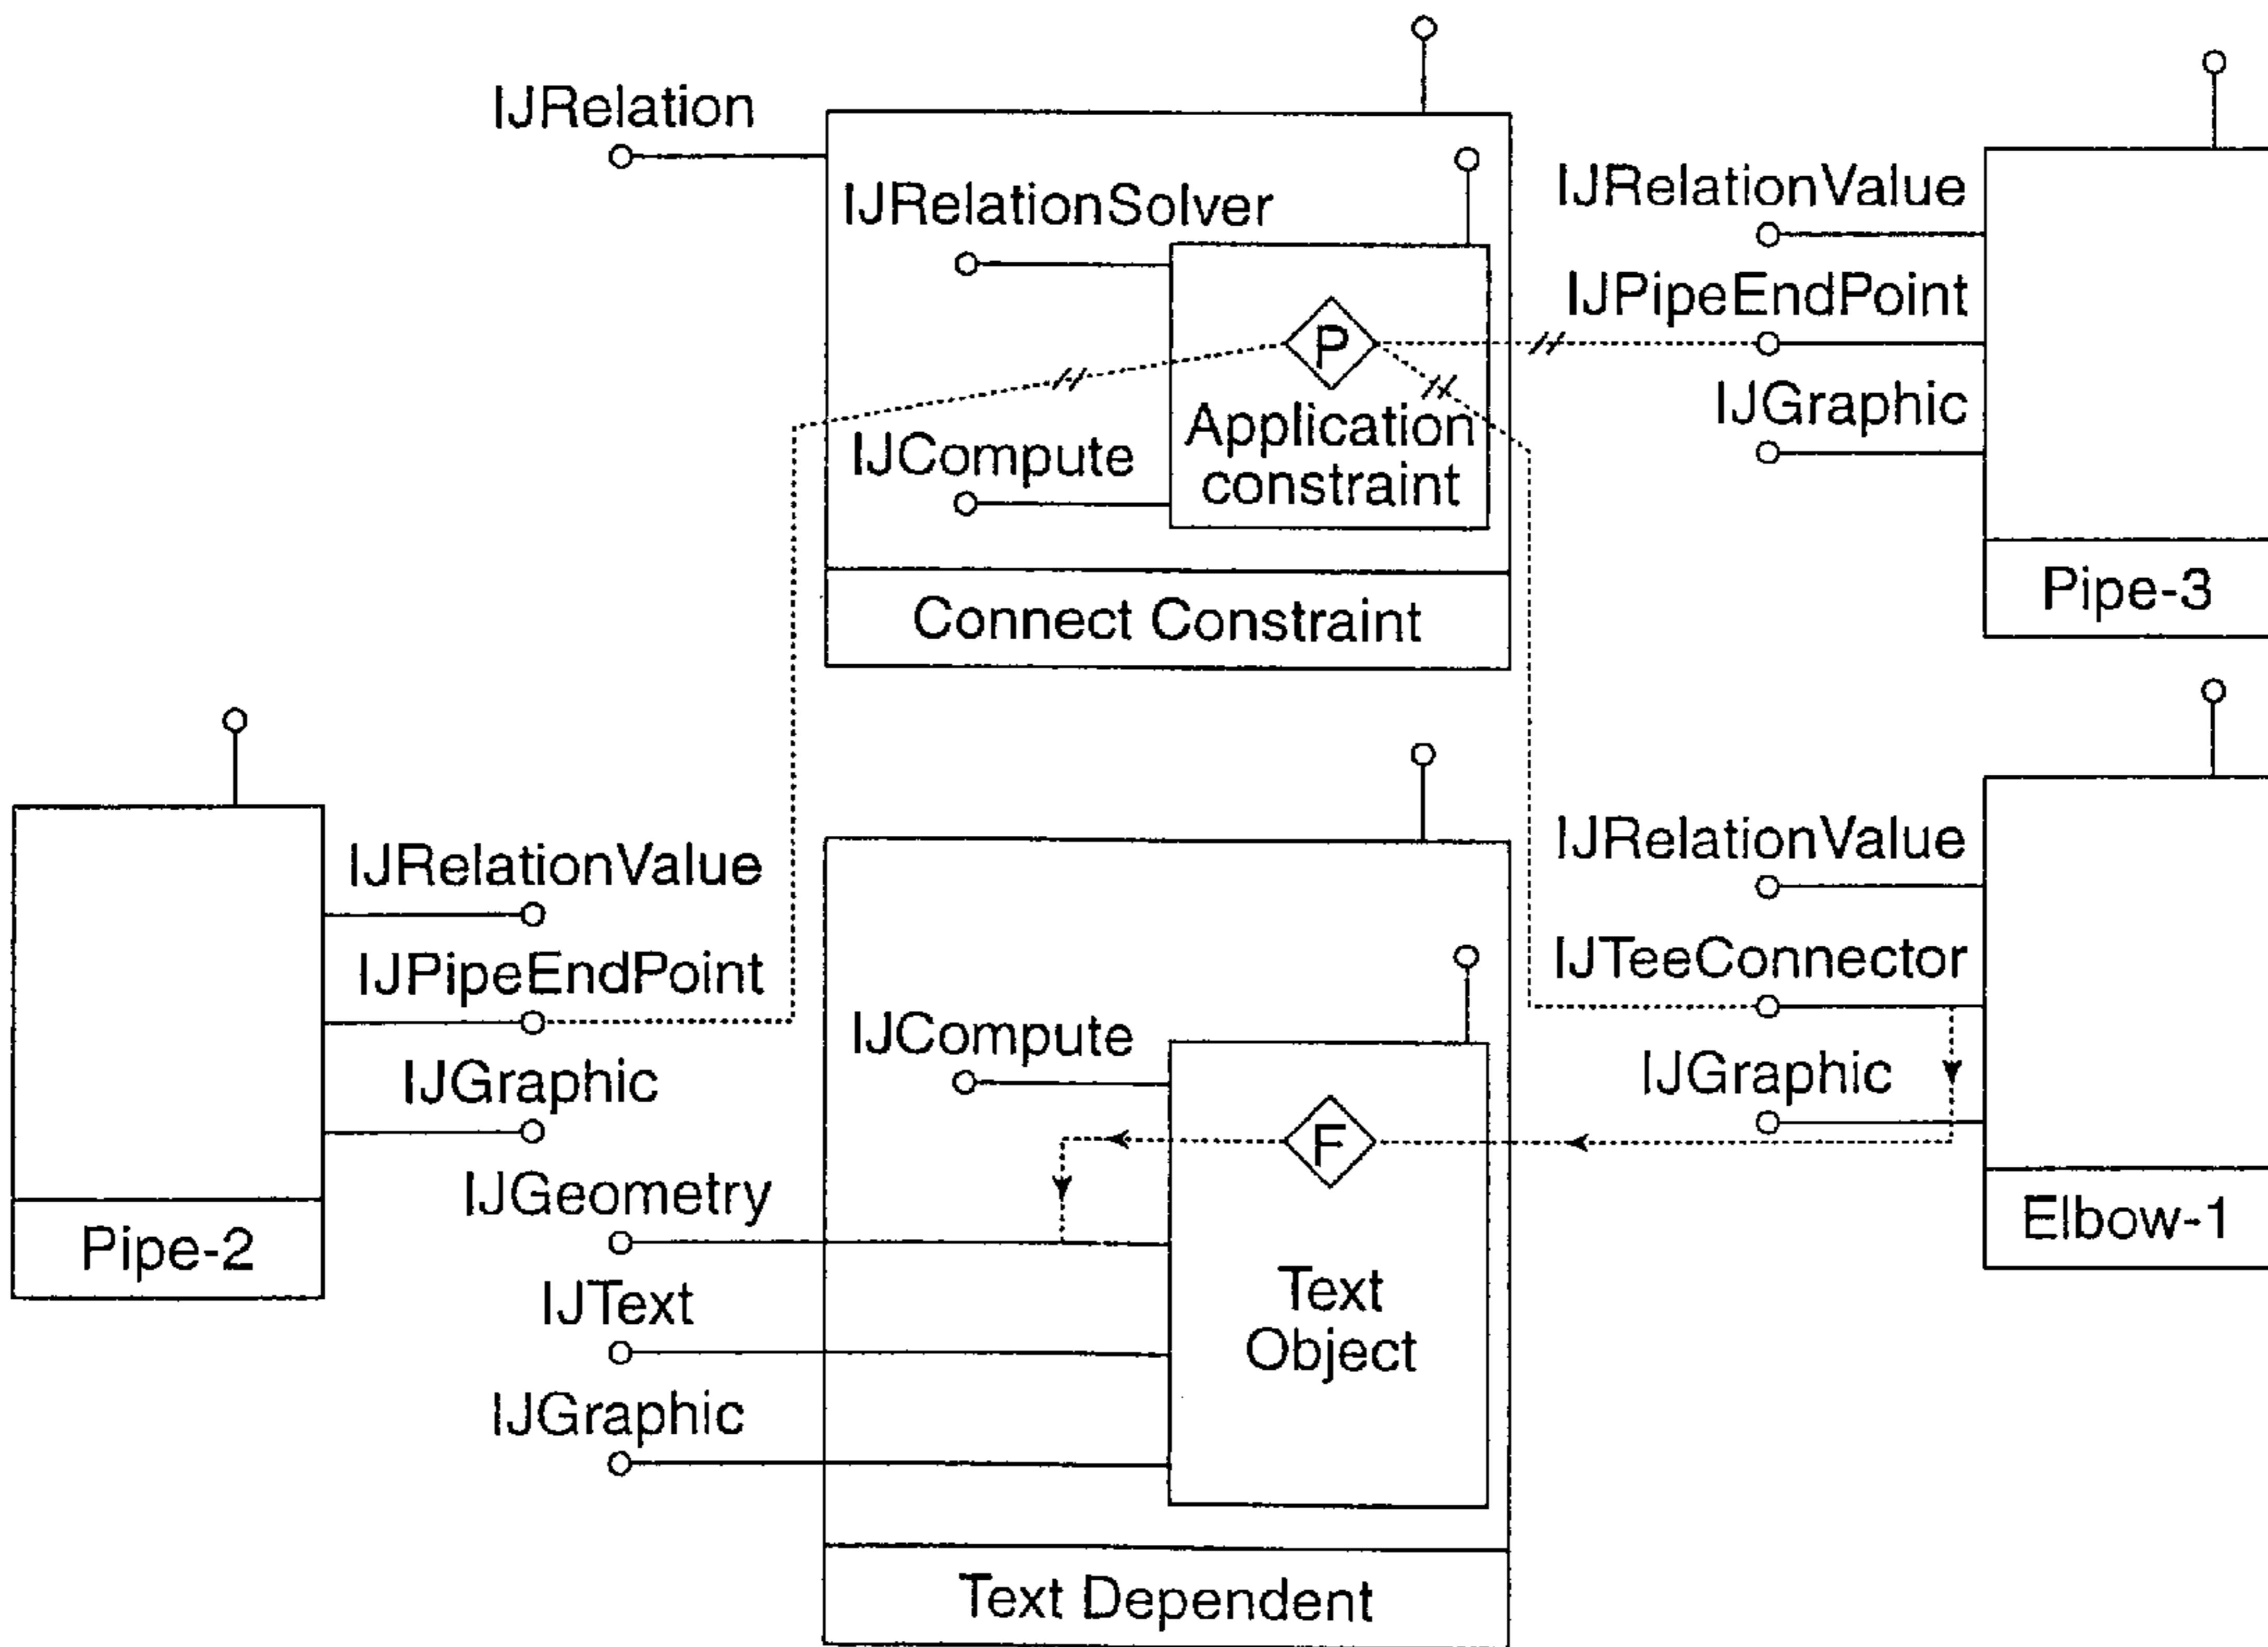 IJRelation
IJRelationSolver
P
Application
constraint
IJCompute
Connect Constraint
IJRelationValue
IJPipeEndPoint
IJGraphic
Pipe-3
IJRelationValue
IJPipeEndPoint
IJGraphic
Pipe-2
IJCompute
F
IJGeometry
IJText
IJGraphic
Text
Object
Text Dependent
IJRelationValue
IJTeeConnector
IJGraphic
Elbow-1